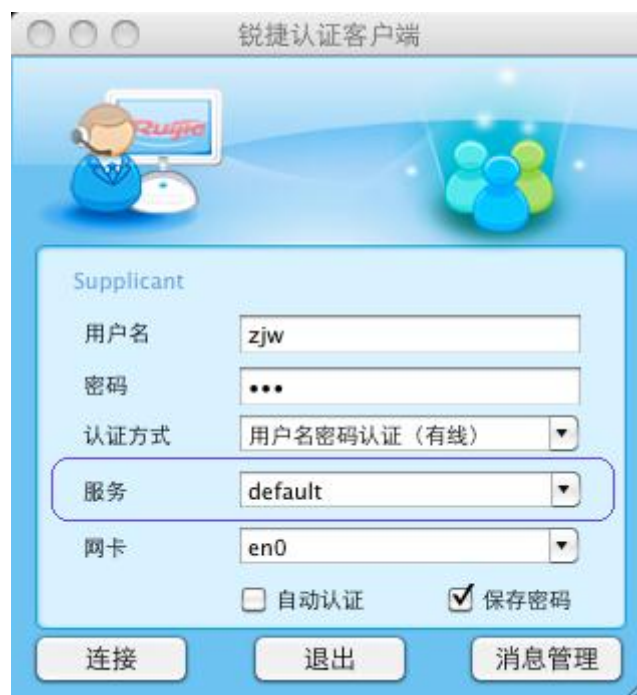 锐捷认证客户端
Ruijie
Supplicant
用户名 zjw
密码 •••
认证方式 用户名密码认证（有线）
服务 default
网卡 en0
自动认证 保存密码
连接 退出 消息管理